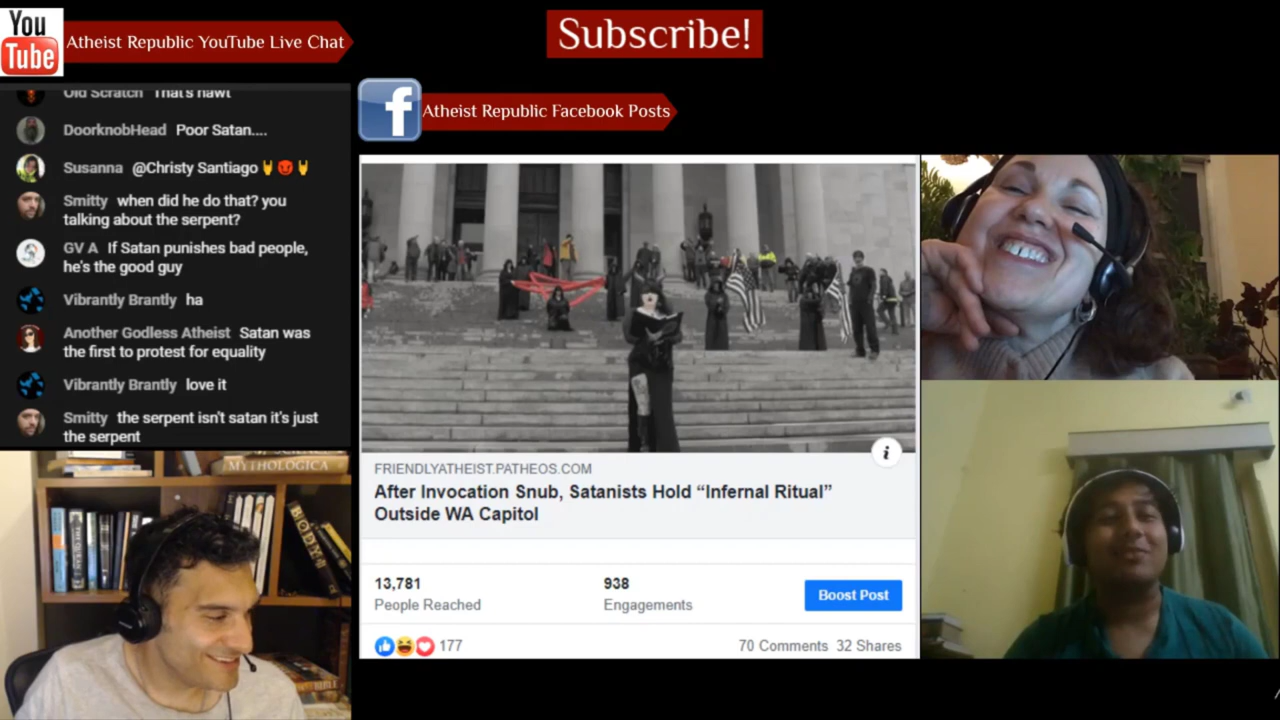 You
Tube
Atheist Republic YouTube Live Chat
Subscribe!
Atheist Republic Facebook Posts
Old Scratch That's hawt
DoorknobHead Poor Satan....
Susanna @Christy Santiago 🤘 😈 🤘
Smitty when did he do that? you
talking about the serpent?
GV A If Satan punishes bad people,
he's the good guy
Vibrantly Brantly ha
Another Godless Atheist Satan was
the first to protest for equality
Vibrantly Brantly love it
Smitty the serpent isn't satan it's just
the serpent
MYTHOLOGICA
BODY
i
FRIENDLYATHEIST.PATHEOS.COM
After Invocation Snub, Satanists Hold “Infernal Ritual”
Outside WA Capitol
13,781
People Reached
938
Engagements
Boost Post
177
70 Comments 32 Shares